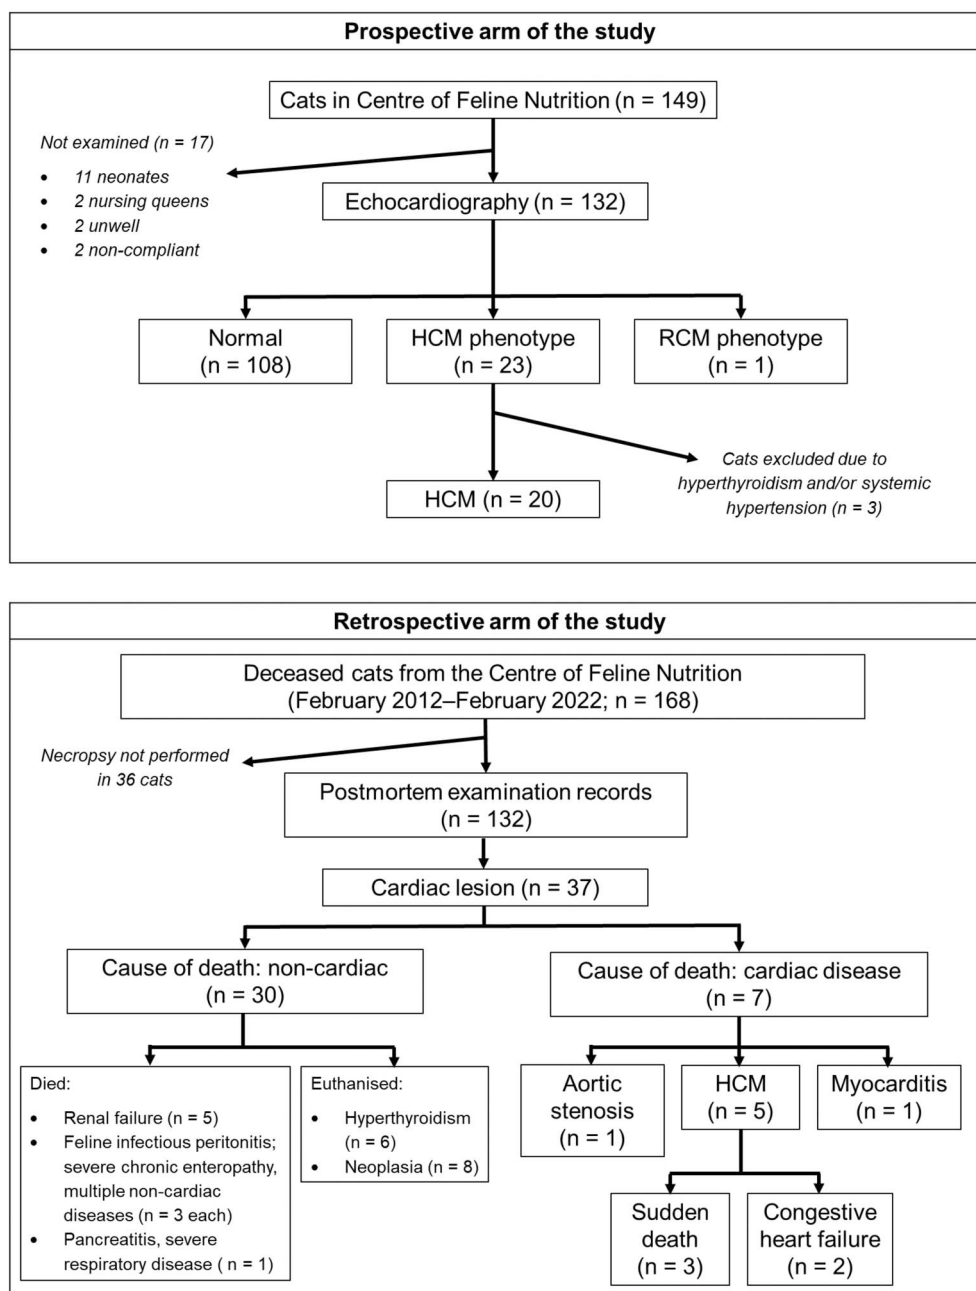 Prospective arm of the study
Cats in Centre of Feline Nutrition (n = 149)
Not examined (n = 17)
• 11 neonates
• 2 nursing queens
• 2 unwell
• 2 non-compliant
Echocardiography (n = 132)
Normal
(n = 108)
HCM phenotype
(n = 23)
RCM phenotype
(n = 1)
Cats excluded due to
hyperthyroidism and/or systemic
hypertension (n = 3)
HCM (n = 20)
Retrospective arm of the study
Deceased cats from the Centre of Feline Nutrition
(February 2012–February 2022; n = 168)
Necropsy not performed
in 36 cats
Postmortem examination records
(n = 132)
Cardiac lesion (n = 37)
Cause of death: non-cardiac
(n = 30)
Cause of death: cardiac disease
(n = 7)
Died:
• Renal failure (n = 5)
• Feline infectious peritonitis;
severe chronic enteropathy,
multiple non-cardiac
diseases (n = 3 each)
• Pancreatitis, severe
respiratory disease ( n = 1)
Euthanised:
• Hyperthyroidism
(n = 6)
• Neoplasia (n = 8)
Aortic
stenosis
(n = 1)
HCM
(n = 5)
Myocarditis
(n = 1)
Sudden
death
(n = 3)
Congestive
heart failure
(n = 2)